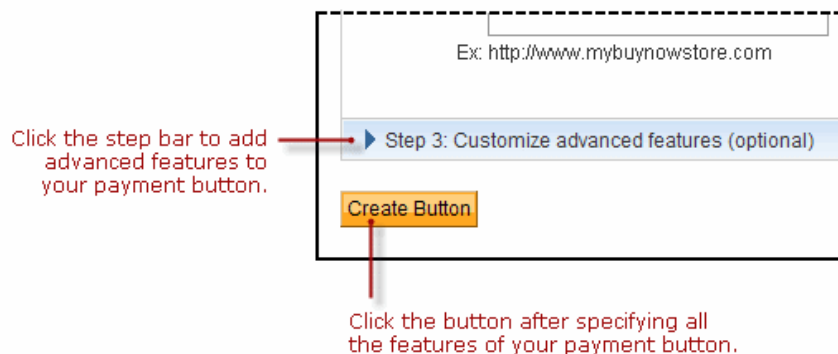 Ex: http://www.mybuynowstore.com
Click the step bar to add
advanced features to
your payment button.
Step 3: Customize advanced features (optional)
Create Button
Click the button after specifying all
the features of your payment button.